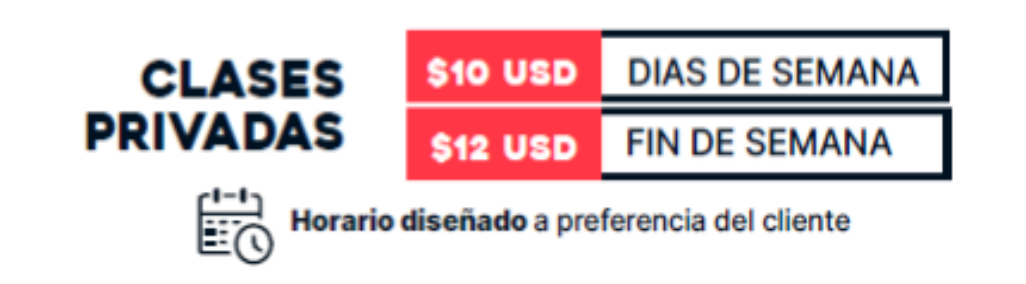 CLASES
PRIVADAS
$10 USD DIAS DE SEMANA
$12 USD FIN DE SEMANA
Horario diseñado a preferencia del cliente